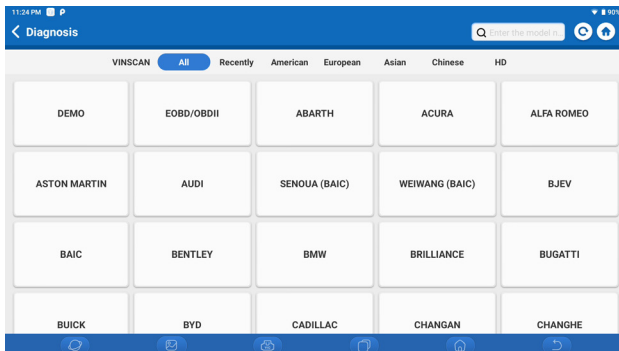 11:24 PM 90%
Diagnosis
Enter the model n...
VINSCAN All Recently American European Asian Chinese HD
DEMO EOBD/OBDII ABARTH ACURA ALFA ROMEO
ASTON MARTIN AUDI SENOUA (BAIC) WEIWANG (BAIC) BJEV
BAIC BENTLEY BMW BRILLIANCE BUGATTI
BUICK BYD CADILLAC CHANGAN CHANGHE